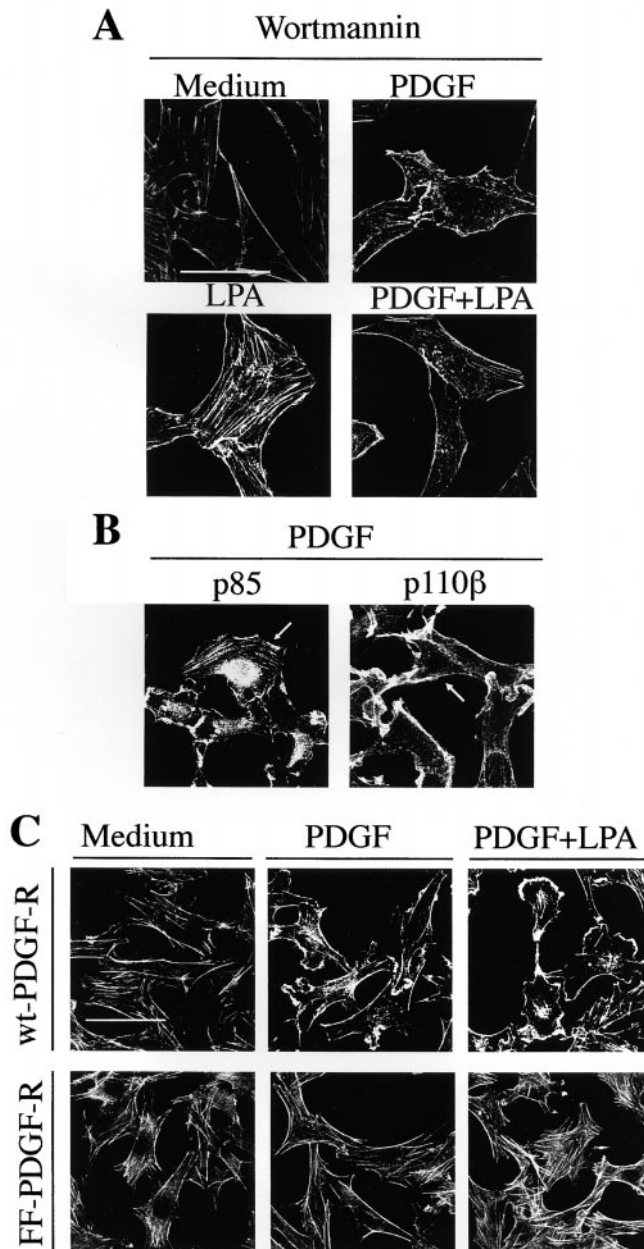 A
Wortmannin
Medium PDGF
LPA PDGF+LPA
B
PDGF
p85 p110β
C
Medium PDGF PDGF+LPA
wt-PDGF-R
FF-PDGF-R